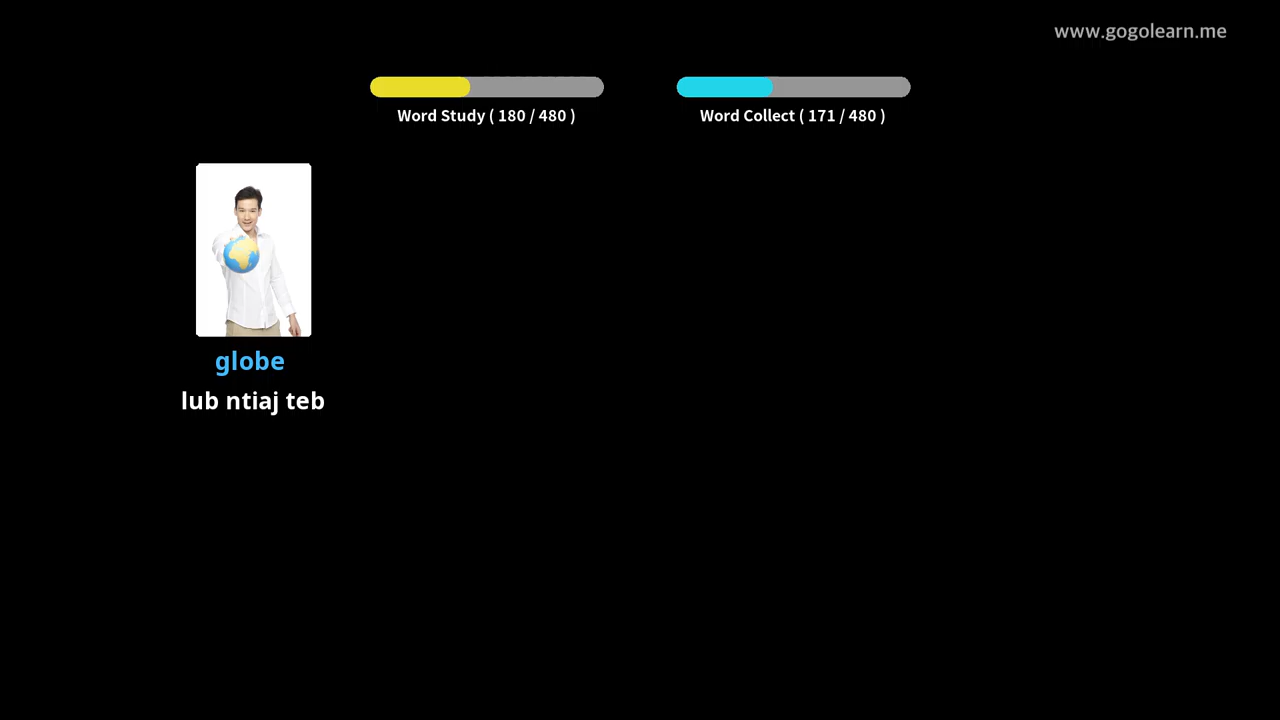 www.gogolearn.me
Word Study ( 180 / 480 )
Word Collect ( 171 / 480 )
globe
lub ntiaj teb